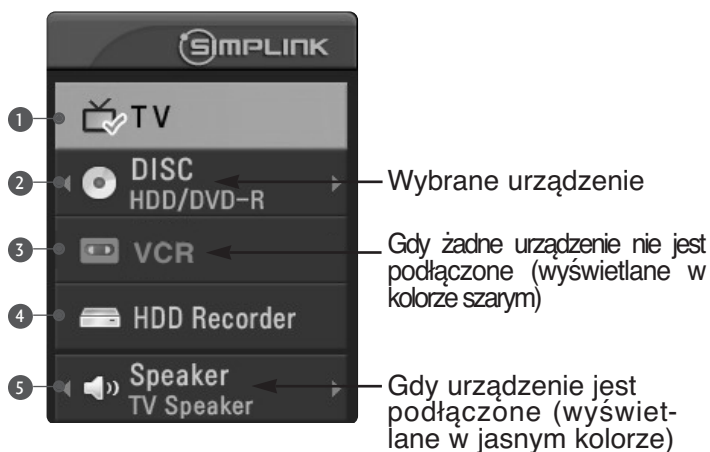 SIMPLINK
1 TV
2 DISC
HDD/DVD-R
Wybrane urządzenie
3 VCR
Gdy żadne urządzenie nie jest
podłączone (wyświetlane w
kolorze szarym)
4 HDD Recorder
5 Speaker
TV Speaker
Gdy urządzenie jest
podłączone (wyświet-
lane w jasnym kolorze)